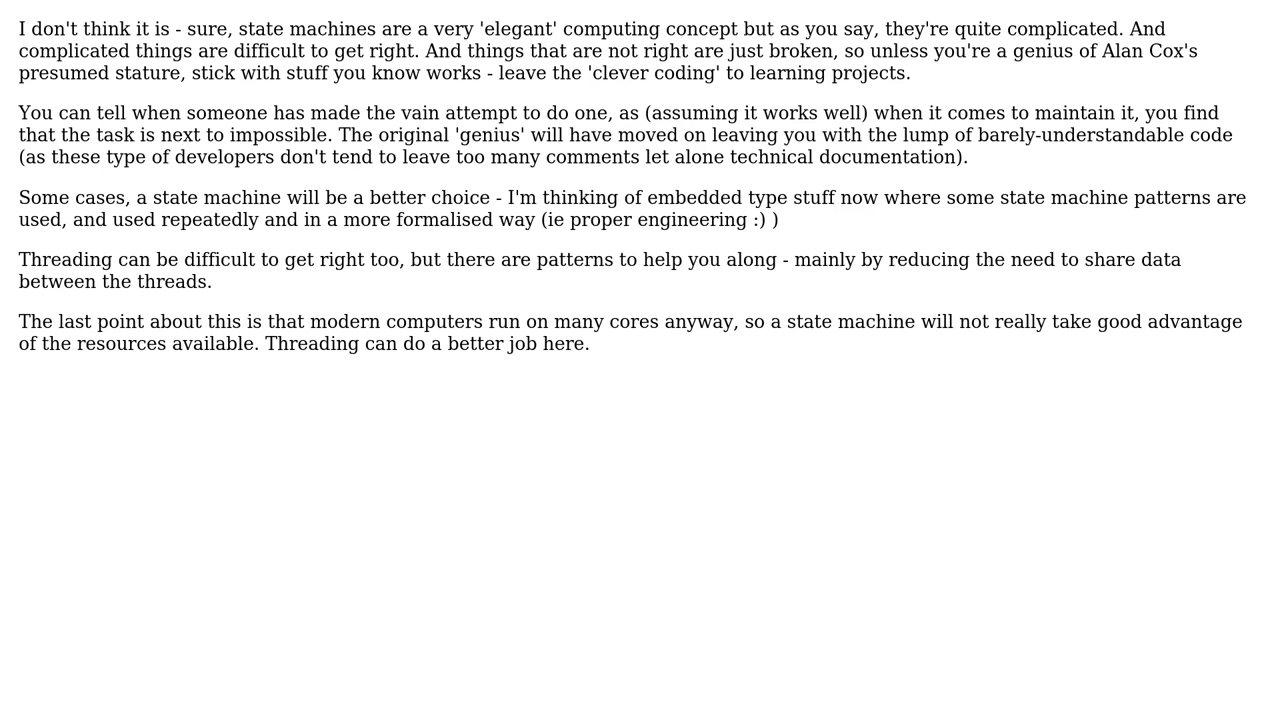 I don't think it is - sure, state machines are a very 'elegant' computing concept but as you say, they're quite complicated. And
complicated things are difficult to get right. And things that are not right are just broken, so unless you're a genius of Alan Cox's
presumed stature, stick with stuff you know works - leave the 'clever coding' to learning projects.
You can tell when someone has made the vain attempt to do one, as (assuming it works well) when it comes to maintain it, you find
that the task is next to impossible. The original 'genius' will have moved on leaving you with the lump of barely-understandable code
(as these type of developers don't tend to leave too many comments let alone technical documentation).
Some cases, a state machine will be a better choice - I'm thinking of embedded type stuff now where some state machine patterns are
used, and used repeatedly and in a more formalised way (ie proper engineering :) )
Threading can be difficult to get right too, but there are patterns to help you along - mainly by reducing the need to share data
between the threads.
The last point about this is that modern computers run on many cores anyway, so a state machine will not really take good advantage
of the resources available. Threading can do a better job here.